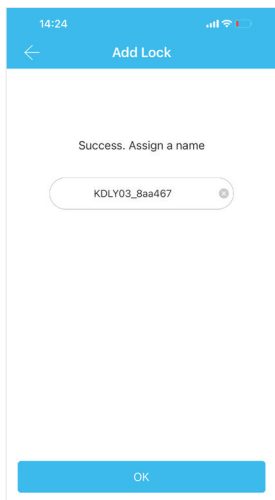 14:24
Add Lock
Success. Assign a name
KDLY03_8aa467
OK